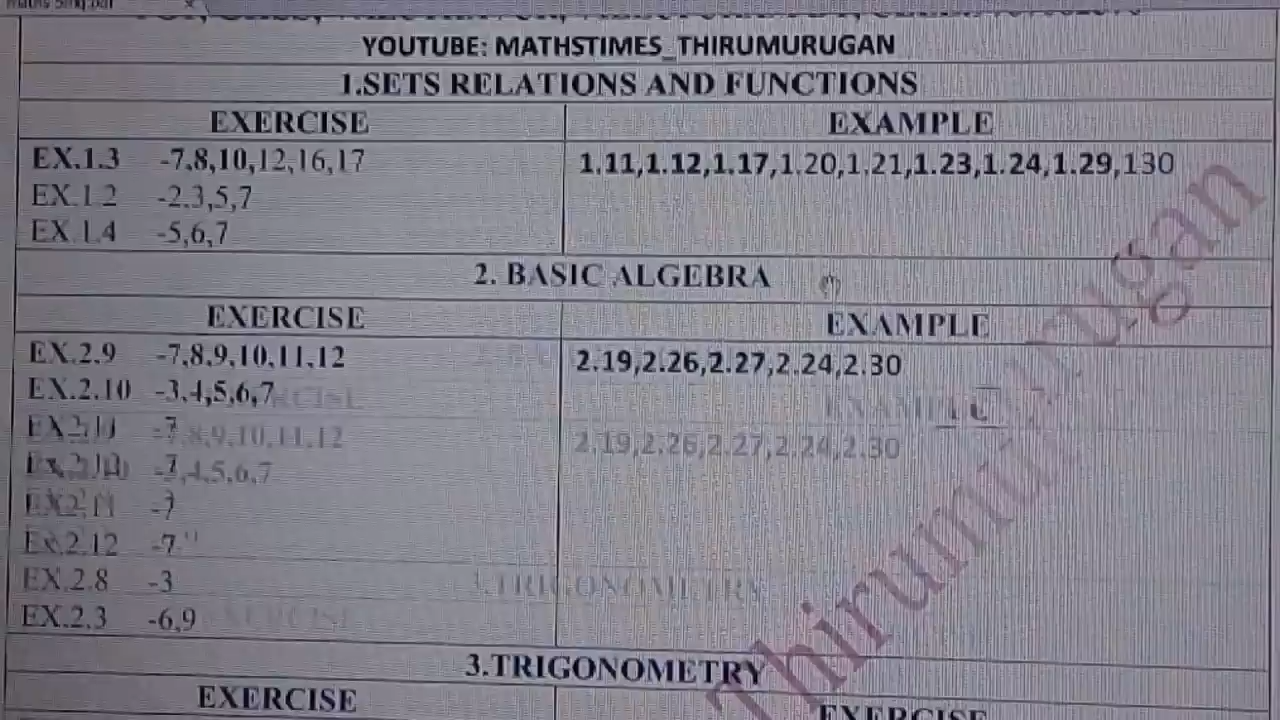 YOUTUBE: MATHSTIMES_THIRUMURUGAN
1.SETS RELATIONS AND FUNCTIONS
EXERCISE EXAMPLE
EX.1.3 -7,8,10,12,16,17 1.11,1.12,1.17,1.20,1.21,1.23,1.24,1.29,130
EX.1.2 -2,3,5,7
EX.1.4 -5,6,7
2. BASIC ALGEBRA
EXERCISE EXAMPLE
EX.2.9 -7,8,9,10,11,12 2.19,2.26,2.27,2.24,2.30
EX.2.10 -3,4,5,6,7
EX.2.12 -7
EX.2.8 -3
EX.2.3 -6,9
3.TRIGONOMETRY
EXERCISE EXERCISE
Thirumurugan